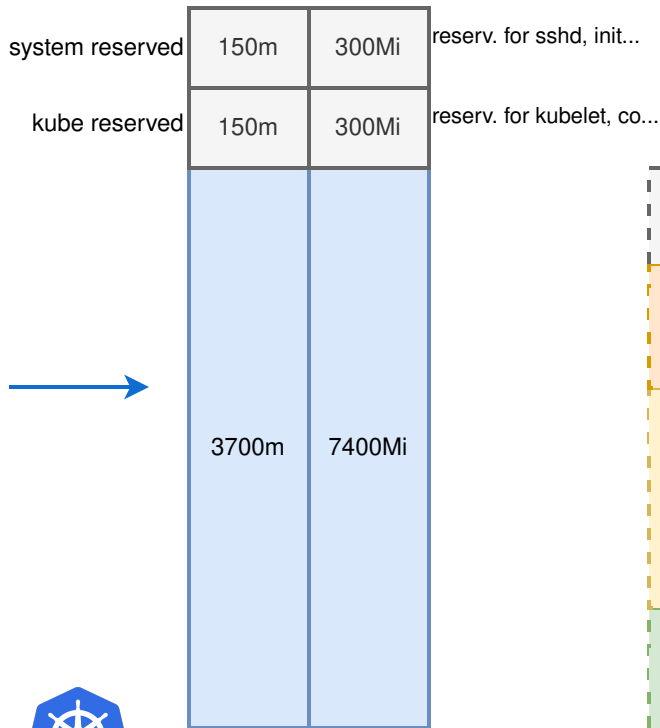 system reserved 150m 300Mi reserv. for sshd, init...
kube reserved 150m 300Mi reserv. for kubelet, co...
3700m 7400Mi